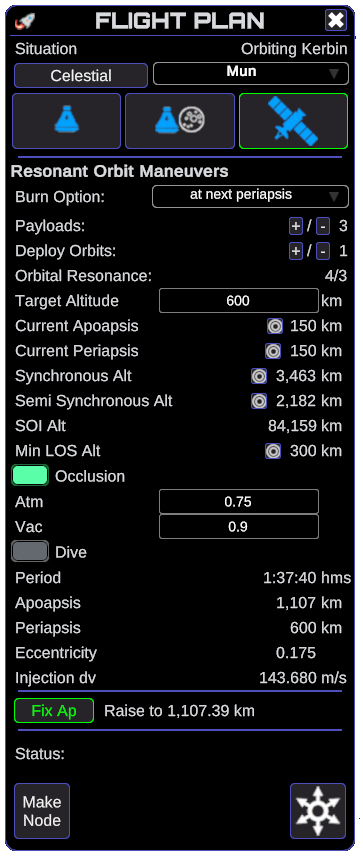 FLIGHT PLAN
Situation Orbiting Kerbin
Celestial Mun
Resonant Orbit Maneuvers
Burn Option: at next periapsis
Payloads: + / - 3
Deploy Orbits: + / - 1
Orbital Resonance: 4/3
Target Altitude 600 km
Current Apoapsis 150 km
Current Periapsis 150 km
Synchronous Alt 3,463 km
Semi Synchronous Alt 2,182 km
SOI Alt 84,159 km
Min LOS Alt 300 km
Occlusion
Atm 0.75
Vac 0.9
Dive
Period 1:37:40 hms
Apoapsis 1,107 km
Periapsis 600 km
Eccentricity 0.175
Injection dv 143.680 m/s
Fix Ap Raise to 1,107.39 km
Status:
Make
Node